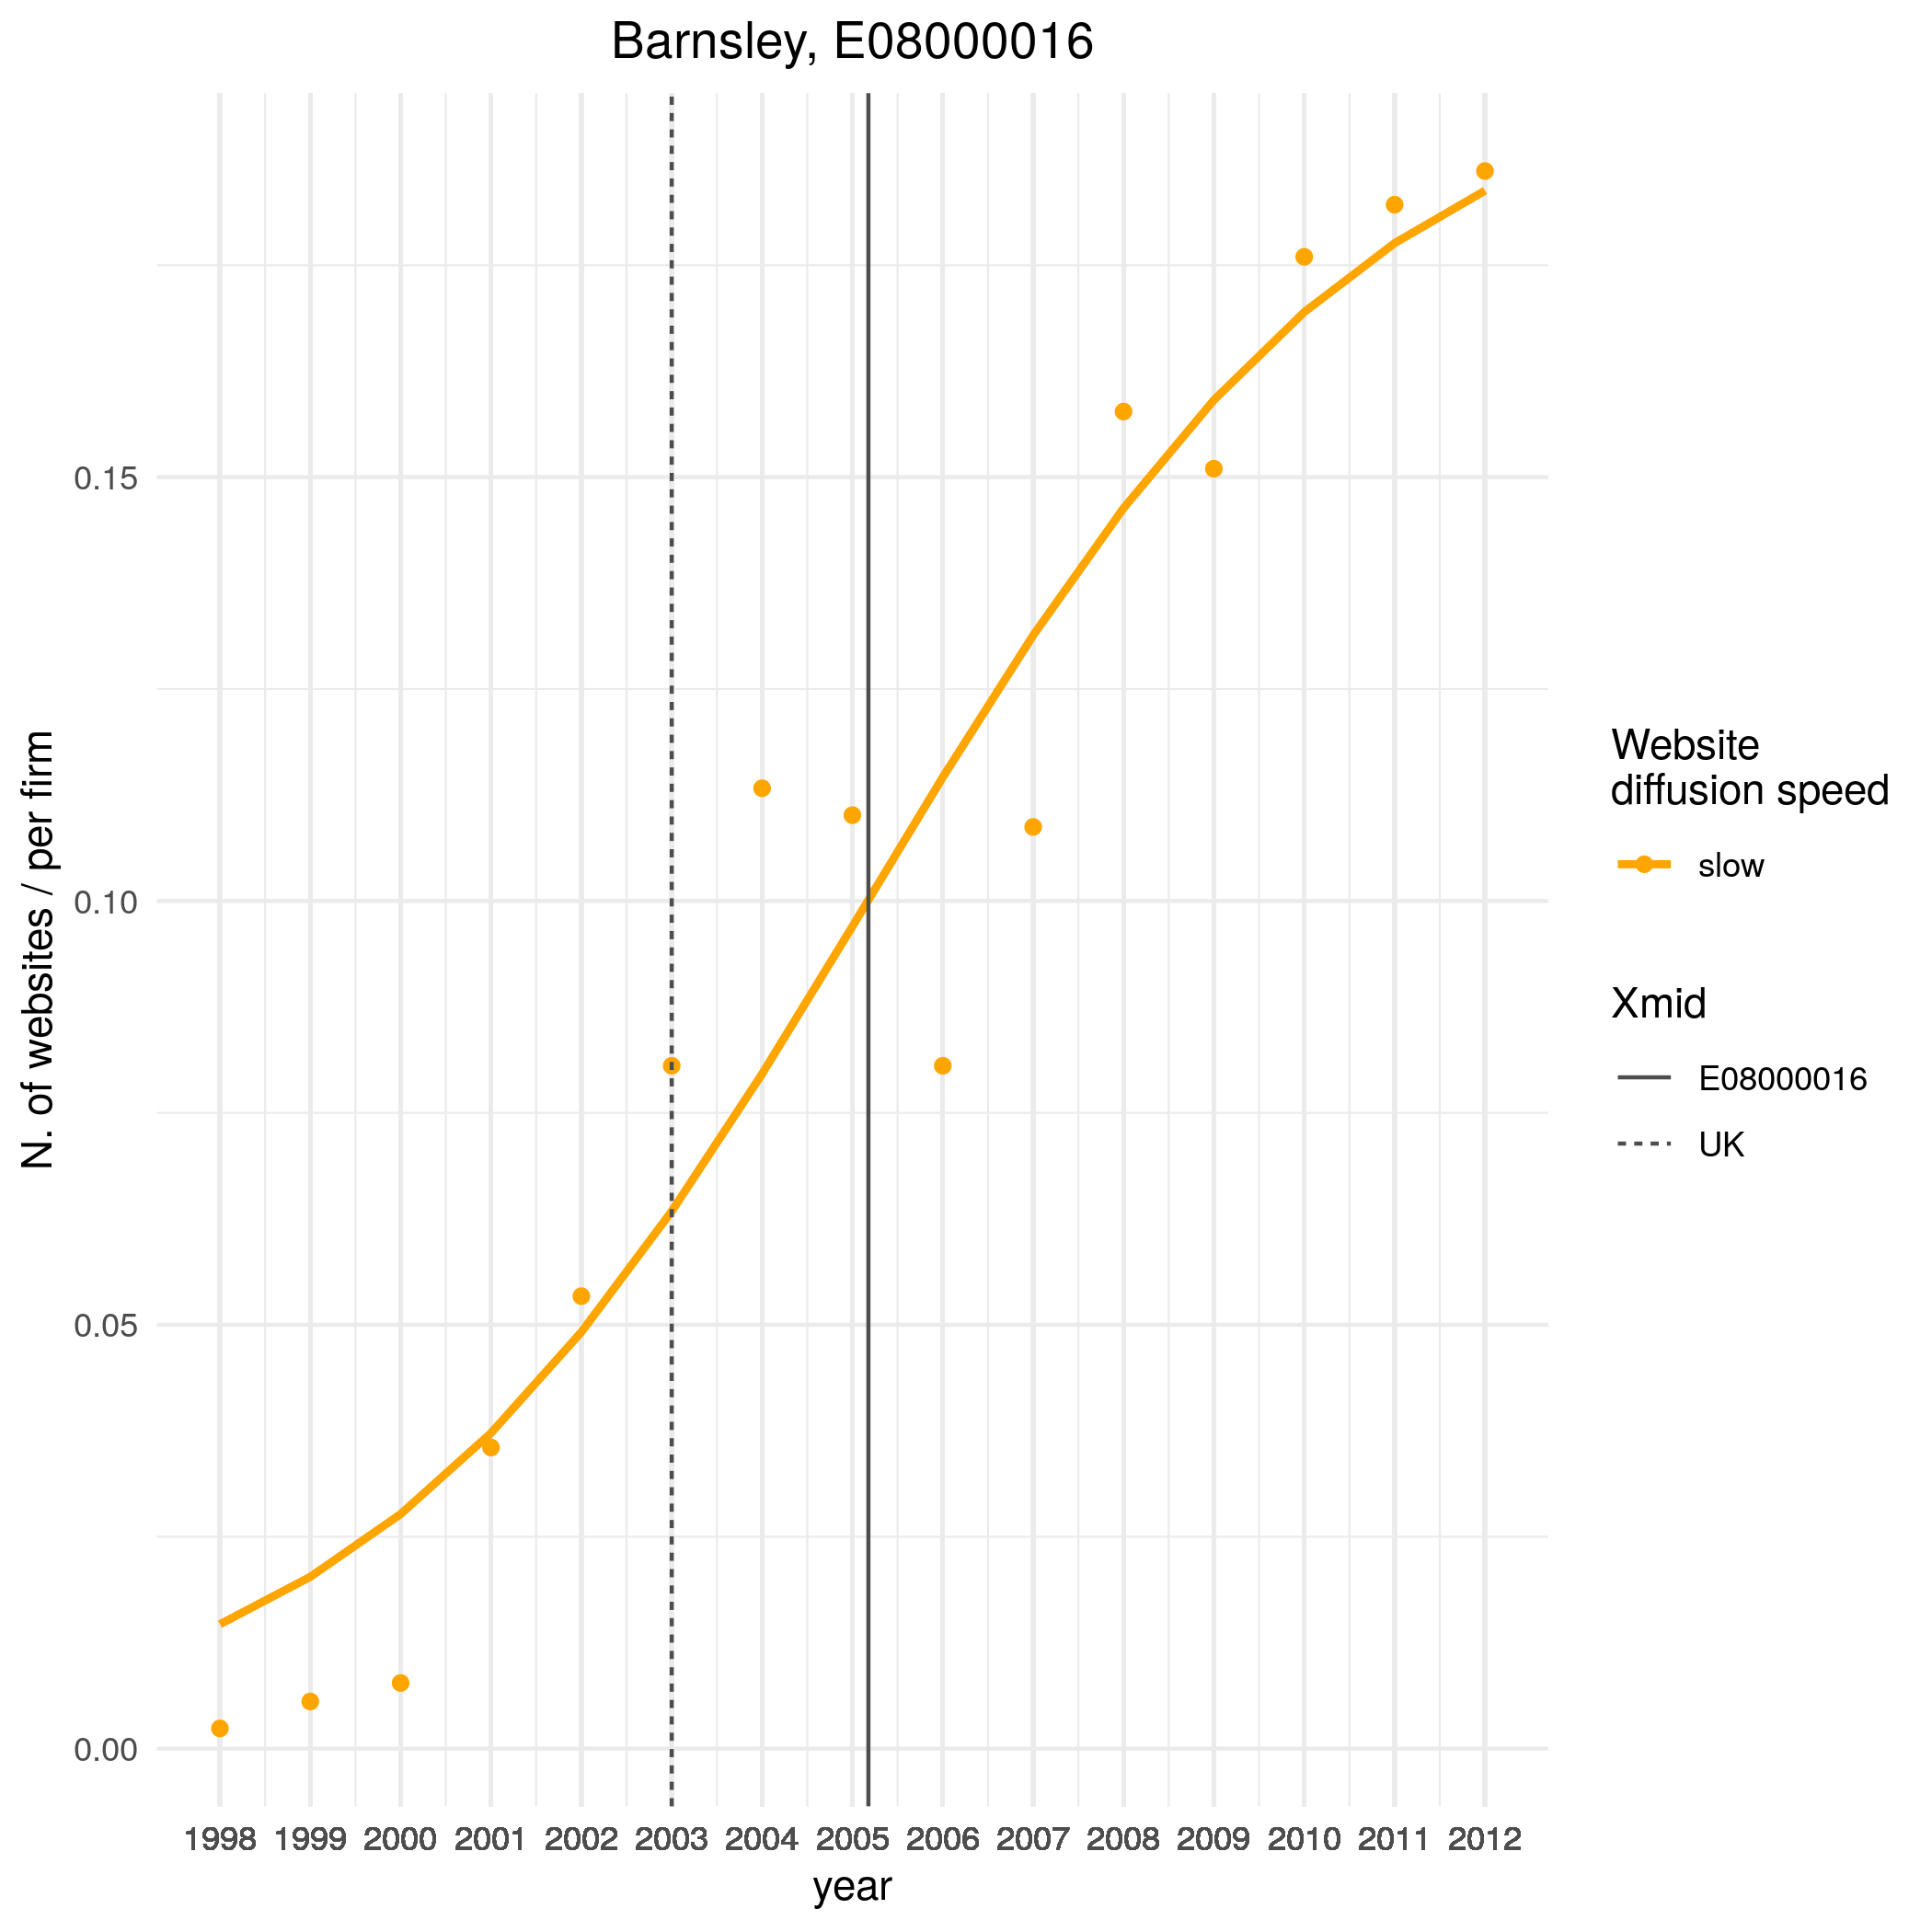 Barnsley, E08000016
N. of websites / per firm
0.15
0.10
0.05
0.00
1998 1999 2000 2001 2002 2003 2004 2005 2006 2007 2008 2009 2010 2011 2012
year
Website
diffusion speed
slow
Xmid
E08000016
UK